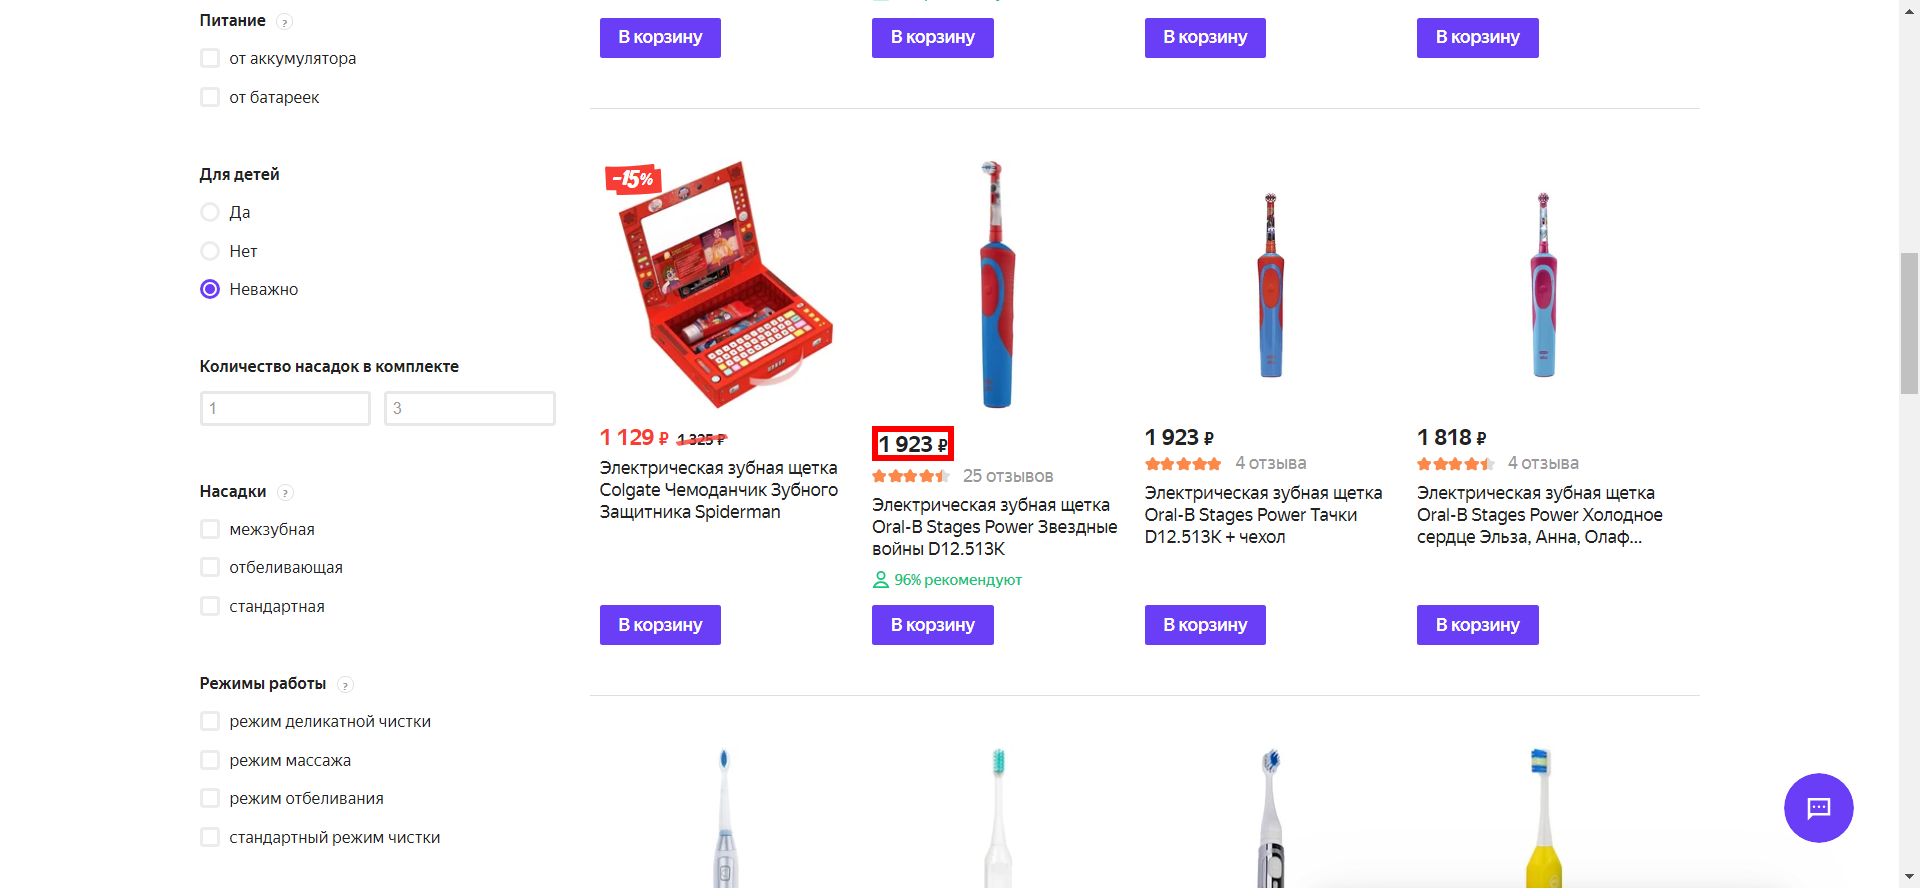 Питание ?
от аккумулятора
от батареек
Для детей
Да
Нет
Неважно
Количество насадок в комплекте
1
3
Насадки ?
межзубная
отбеливающая
стандартная
Режимы работы ?
режим деликатной чистки
режим массажа
режим отбеливания
стандартный режим чистки
В корзину
В корзину
В корзину
В корзину
-15%
1 129 ₽ 1 325 ₽
Электрическая зубная щетка
Colgate Чемоданчик Зубного
Защитника Spiderman
В корзину
1 923 ₽
25 отзывов
Электрическая зубная щетка
Oral-B Stages Power Звездные
войны D12.513K
96% рекомендуют
В корзину
1 923 ₽
4 отзыва
Электрическая зубная щетка
Oral-B Stages Power Тачки
D12.513K + чехол
В корзину
1 818 ₽
4 отзыва
Электрическая зубная щетка
Oral-B Stages Power Холодное
сердце Эльза, Анна, Олаф...
В корзину